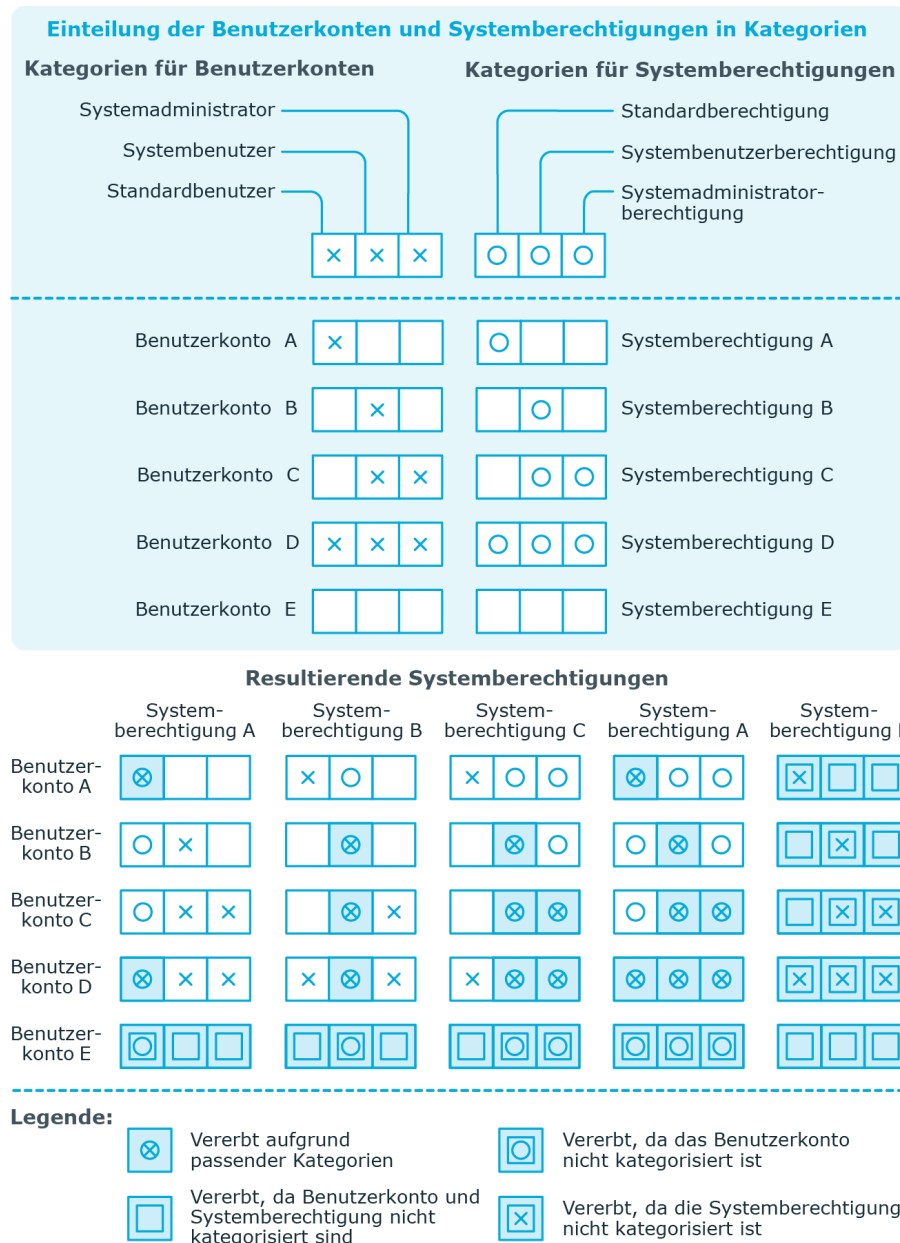 Einteilung der Benutzerkonten und Systemberechtigungen in Kategorien
Kategorien für Benutzerkonten
Kategorien für Systemberechtigungen
Systemadministrator
Systembenutzer
Standardbenutzer
Standardberechtigung
Systembenutzerberechtigung
Systemadministrator-
berechtigung
Benutzerkonto A
Systemberechtigung A
Benutzerkonto B
Systemberechtigung B
Benutzerkonto C
Systemberechtigung C
Benutzerkonto D
Systemberechtigung D
Benutzerkonto E
Systemberechtigung E
Resultierende Systemberechtigungen
System-
berechtigung A
System-
berechtigung B
System-
berechtigung C
System-
berechtigung A
System-
berechtigung
Benutzer-
konto A
Benutzer-
konto B
Benutzer-
konto C
Benutzer-
konto D
Benutzer-
konto E
Legende:
Vererbt aufgrund
passender Kategorien
Vererbt, da das Benutzerkonto
nicht kategorisiert ist
Vererbt, da Benutzerkonto und
Systemberechtigung nicht
kategorisiert sind
Vererbt, da die Systemberechtigung
nicht kategorisiert ist